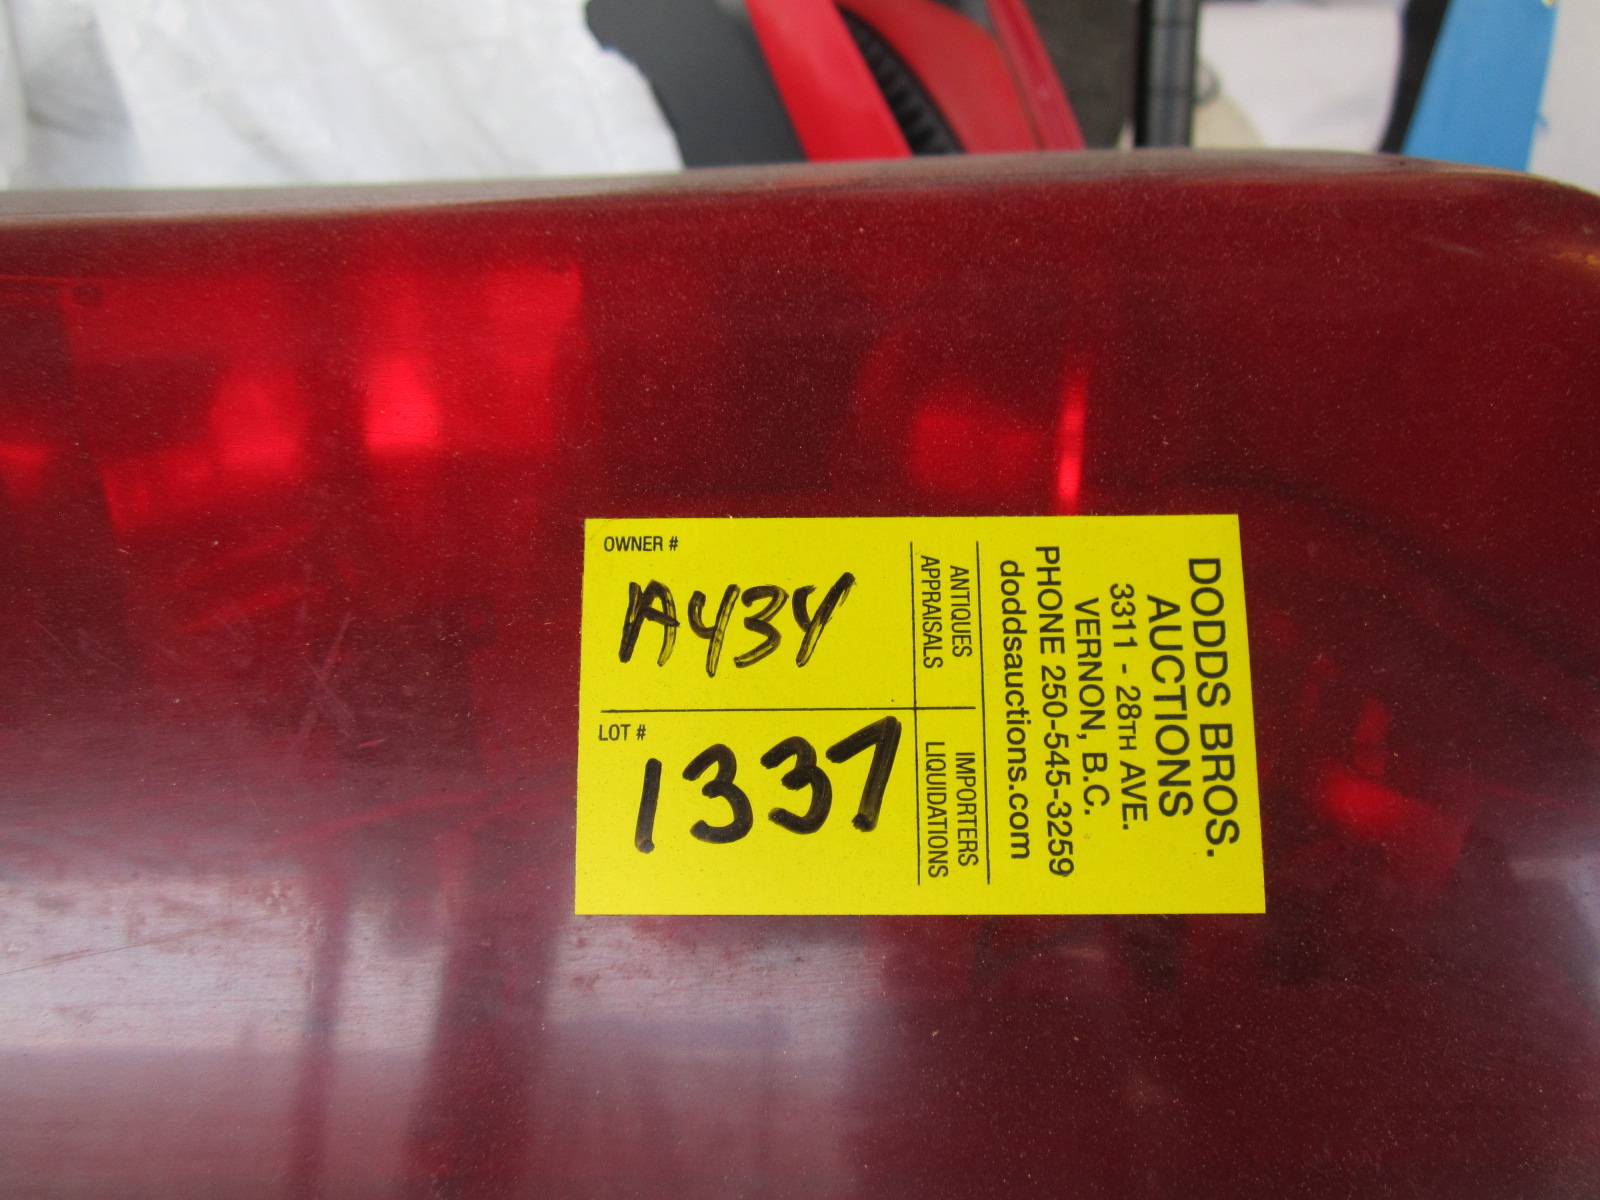 OWNER #
A434
LOT #
1337
ANTIQUES
APPRAISALS
IMPORTERS
LIQUIDATIONS
DODDS BROS.
AUCTIONS
3311 - 28TH AVE.
VERNON, B.C.
PHONE 250-545-3259
doddsauctions.com